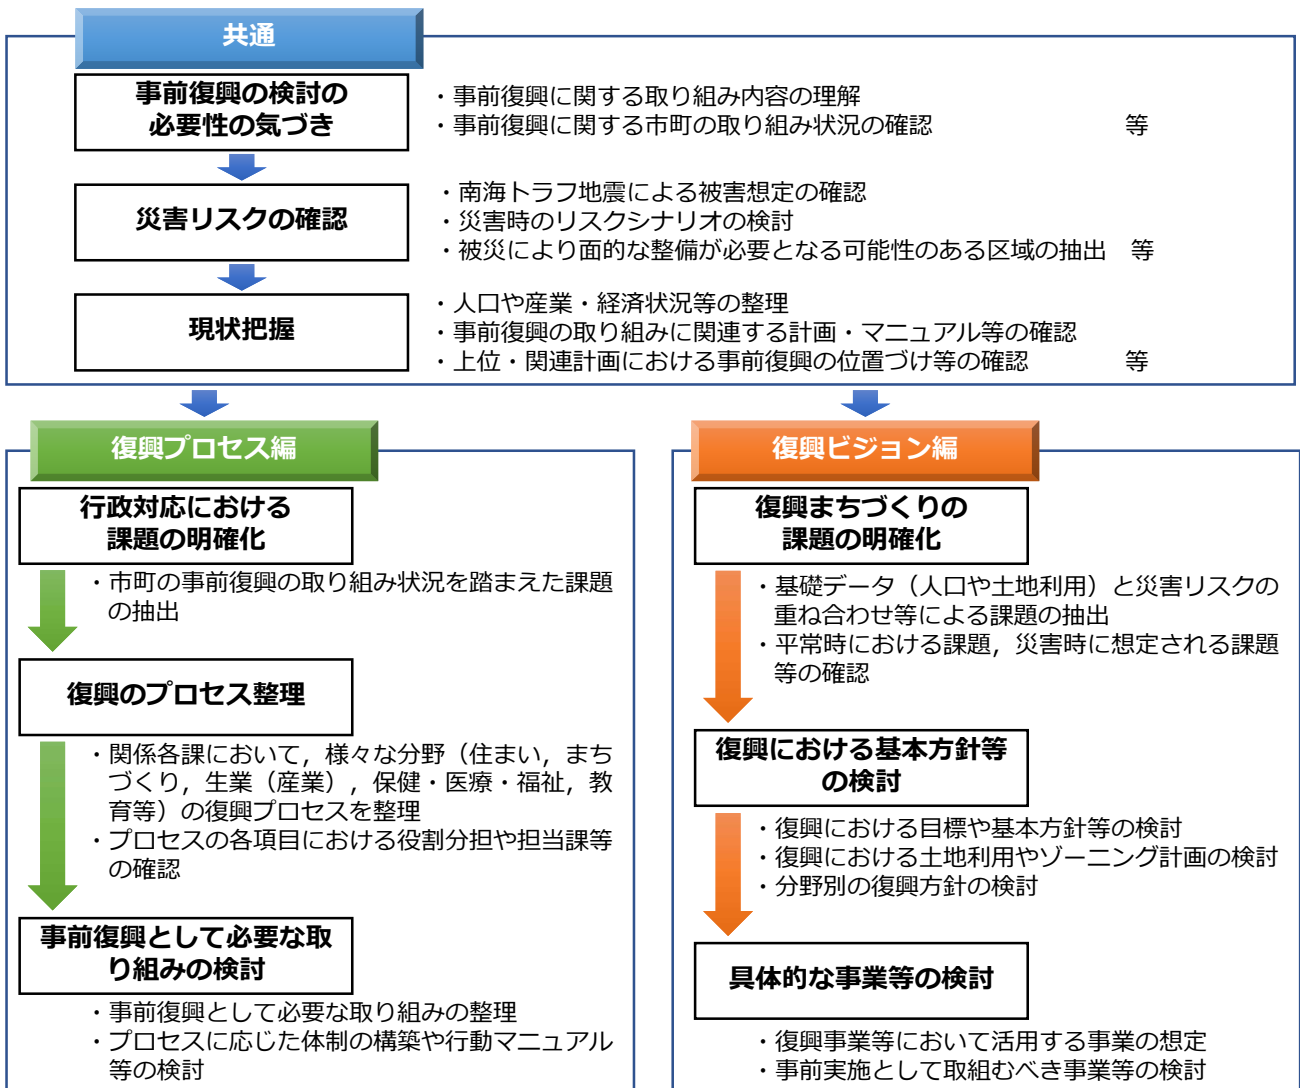 共通
事前復興の検討の
必要性の気づき
・事前復興に関する取り組み内容の理解
・事前復興に関する市町の取り組み状況の確認 等
災害リスクの確認
・南海トラフ地震による被害想定の確認
・災害時のリスクシナリオの検討
・被災により面的な整備が必要となる可能性のある区域の抽出 等
現状把握
・人口や産業・経済状況等の整理
・事前復興の取り組みに関連する計画・マニュアル等の確認
・上位・関連計画における事前復興の位置づけ等の確認 等
復興プロセス編
行政対応における
課題の明確化
・市町の事前復興の取り組み状況を踏まえた課題
の抽出
復興のプロセス整理
・関係各課において，様々な分野（住まい，まち
づくり，生業（産業），保健・医療・福祉，教
育等）の復興プロセスを整理
・プロセスの各項目における役割分担や担当課等
の確認
事前復興として必要な取
り組みの検討
・事前復興として必要な取り組みの整理
・プロセスに応じた体制の構築や行動マニュアル
等の検討
復興ビジョン編
復興まちづくりの
課題の明確化
・基礎データ（人口や土地利用）と災害リスクの
重ね合わせ等による課題の抽出
・平常時における課題，災害時に想定される課題
等の確認
復興における基本方針等
の検討
・復興における目標や基本方針等の検討
・復興における土地利用やゾーニング計画の検討
・分野別の復興方針の検討
具体的な事業等の検討
・復興事業等において活用する事業の想定
・事前実施として取組むべき事業等の検討